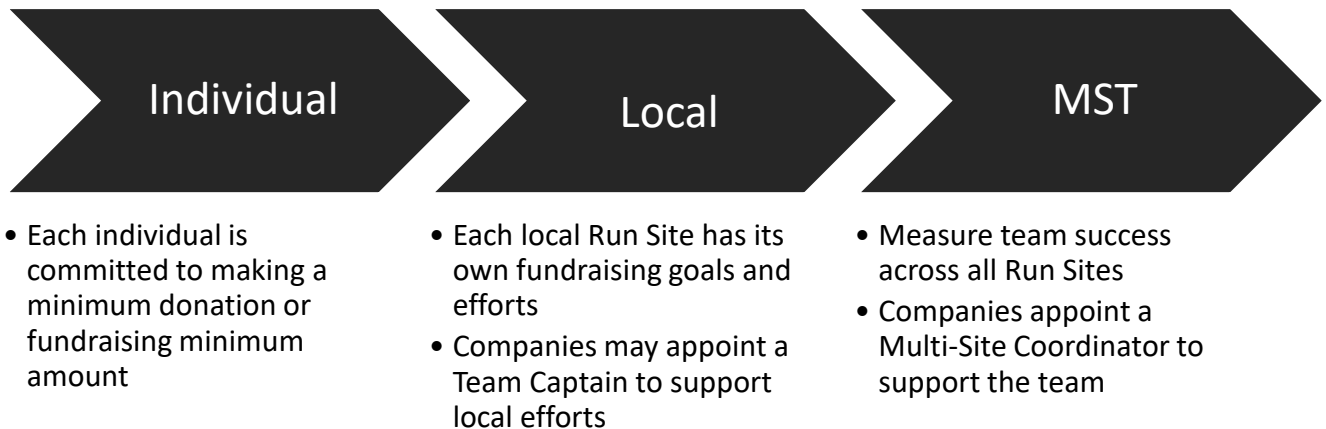 Individual
• Each individual is
committed to making a
minimum donation or
fundraising minimum
amount
Local
• Each local Run Site has its
own fundraising goals and
efforts
• Companies may appoint a
Team Captain to support
local efforts
MST
• Measure team success
across all Run Sites
• Companies appoint a
Multi-Site Coordinator to
support the team